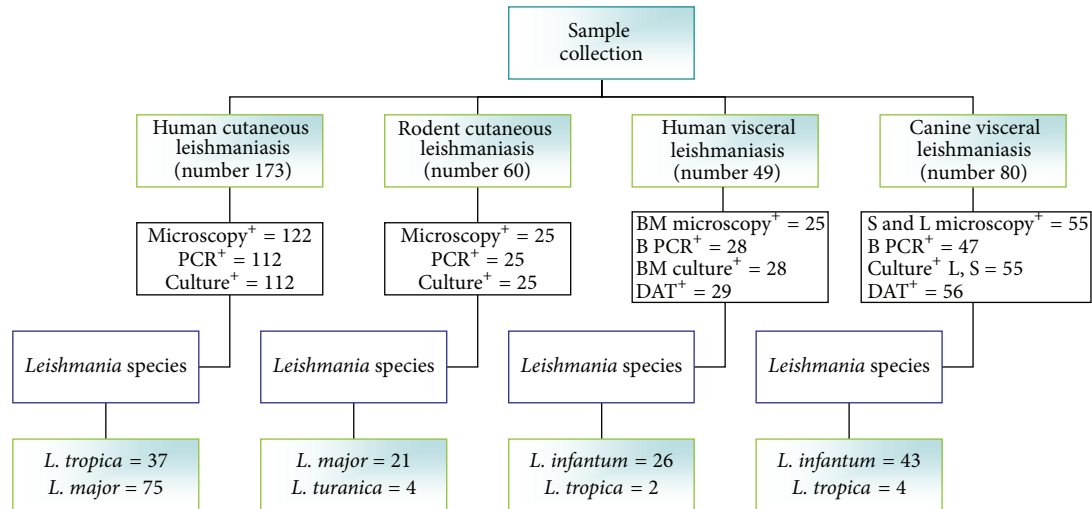 Sample
collection
Human cutaneous
leishmaniasis
(number 173)
Rodent cutaneous
leishmaniasis
(number 60)
Human visceral
leishmaniasis
(number 49)
Canine visceral
leishmaniasis
(number 80)
Microscopy⁺ = 122
PCR⁺ = 112
Culture⁺ = 112
Microscopy⁺ = 25
PCR⁺ = 25
Culture⁺ = 25
BM microscopy⁺ = 25
B PCR⁺ = 28
BM culture⁺ = 28
DAT⁺ = 29
S and L microscopy⁺ = 55
B PCR⁺ = 47
Culture⁺ L, S = 55
DAT⁺ = 56
Leishmania species
Leishmania species
Leishmania species
Leishmania species
L. tropica = 37
L. major = 75
L. major = 21
L. turanica = 4
L. infantum = 26
L. tropica = 2
L. infantum = 43
L. tropica = 4